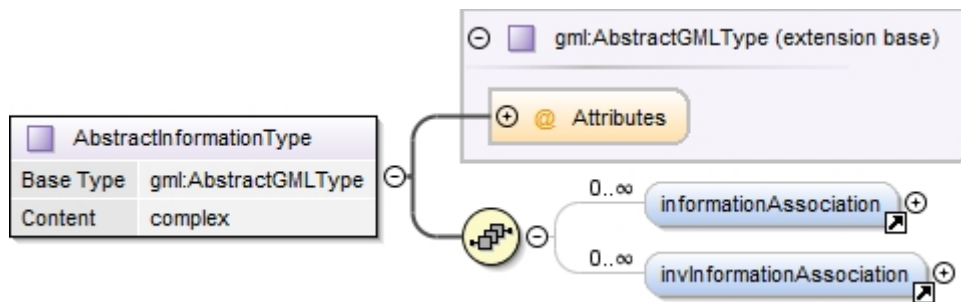 gml:AbstractGMLType (extension base)
@ Attributes
AbstractInformationType
Base Type gml:AbstractGMLType
Content complex
0..∞
informationAssociation
0..∞
invInformationAssociation